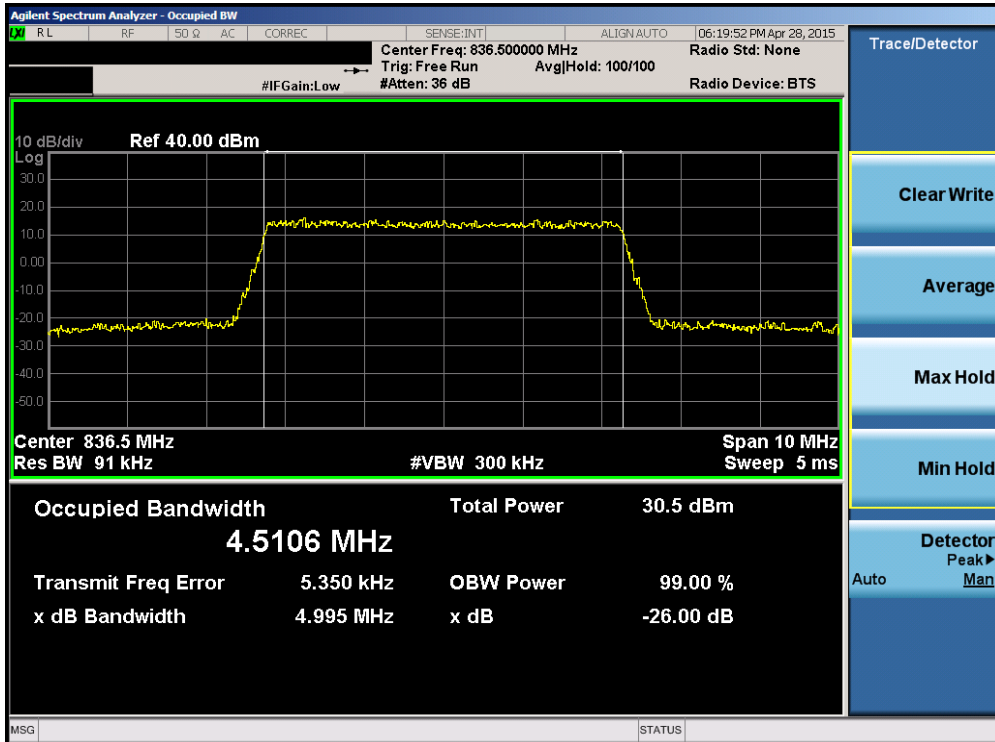 Agilent Spectrum Analyzer - Occupied BW
LXI RL RF 50 Ω AC CORREC SENSE:INT ALIGN AUTO 06:19:52 PM Apr 28, 2015
Center Freq: 836.500000 MHz Radio Std: None
Trig: Free Run Avg|Hold: 100/100
#IFGain:Low #Atten: 36 dB Radio Device: BTS
10 dB/div Ref 40.00 dBm
Log
30.0
20.0
10.0
0.00
-10.0
-20.0
-30.0
-40.0
-50.0
Center 836.5 MHz Span 10 MHz
Res BW 91 kHz #VBW 300 kHz Sweep 5 ms
Occupied Bandwidth Total Power 30.5 dBm
4.5106 MHz
Transmit Freq Error 5.350 kHz OBW Power 99.00 %
x dB Bandwidth 4.995 MHz x dB -26.00 dB
MSG STATUS
Trace/Detector
Clear Write
Average
Max Hold
Min Hold
Detector
Peak▶
Auto Man